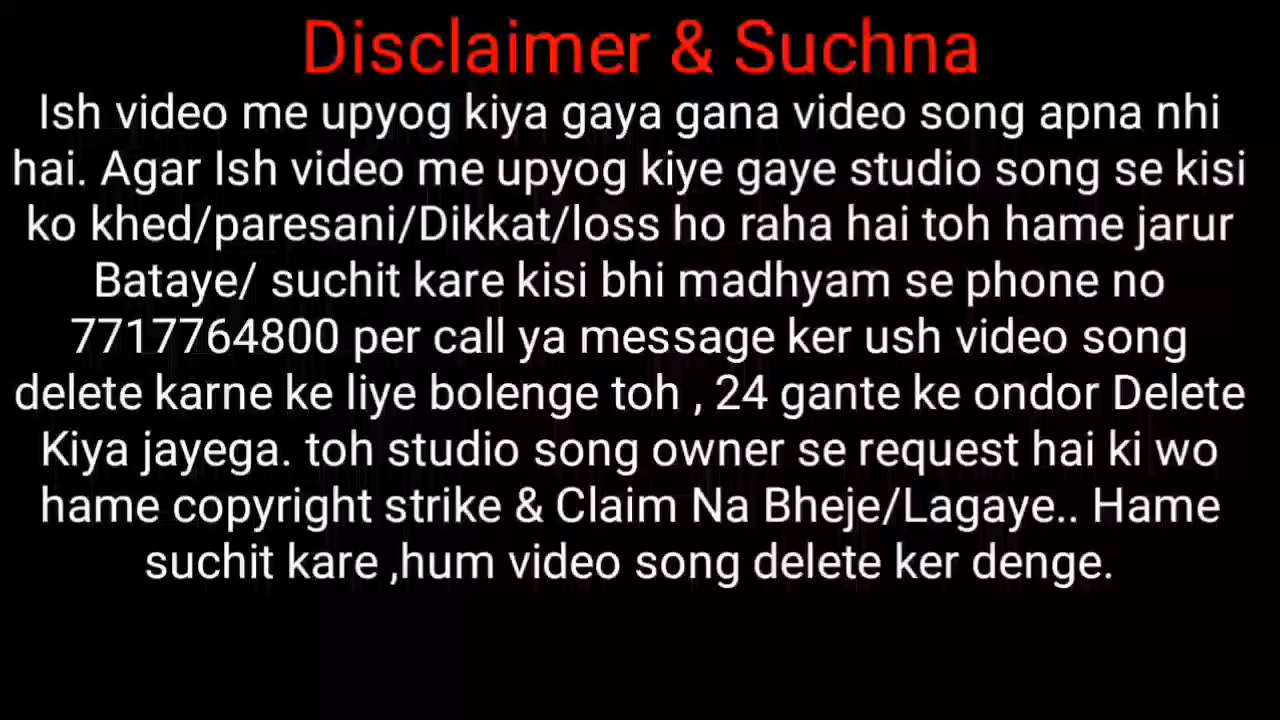 Disclaimer & Suchna
Ish video me upyog kiya gaya gana video song apna nhi
hai. Agar Ish video me upyog kiye gaye studio song se kisi
ko khed/paresani/Dikkat/loss ho raha hai toh hame jarur
Bataye/ suchit kare kisi bhi madhyam se phone no
7717764800 per call ya message ker ush video song
delete karne ke liye bolenge toh , 24 gante ke ondor Delete
Kiya jayega. toh studio song owner se request hai ki wo
hame copyright strike & Claim Na Bheje/Lagaye.. Hame
suchit kare ,hum video song delete ker denge.